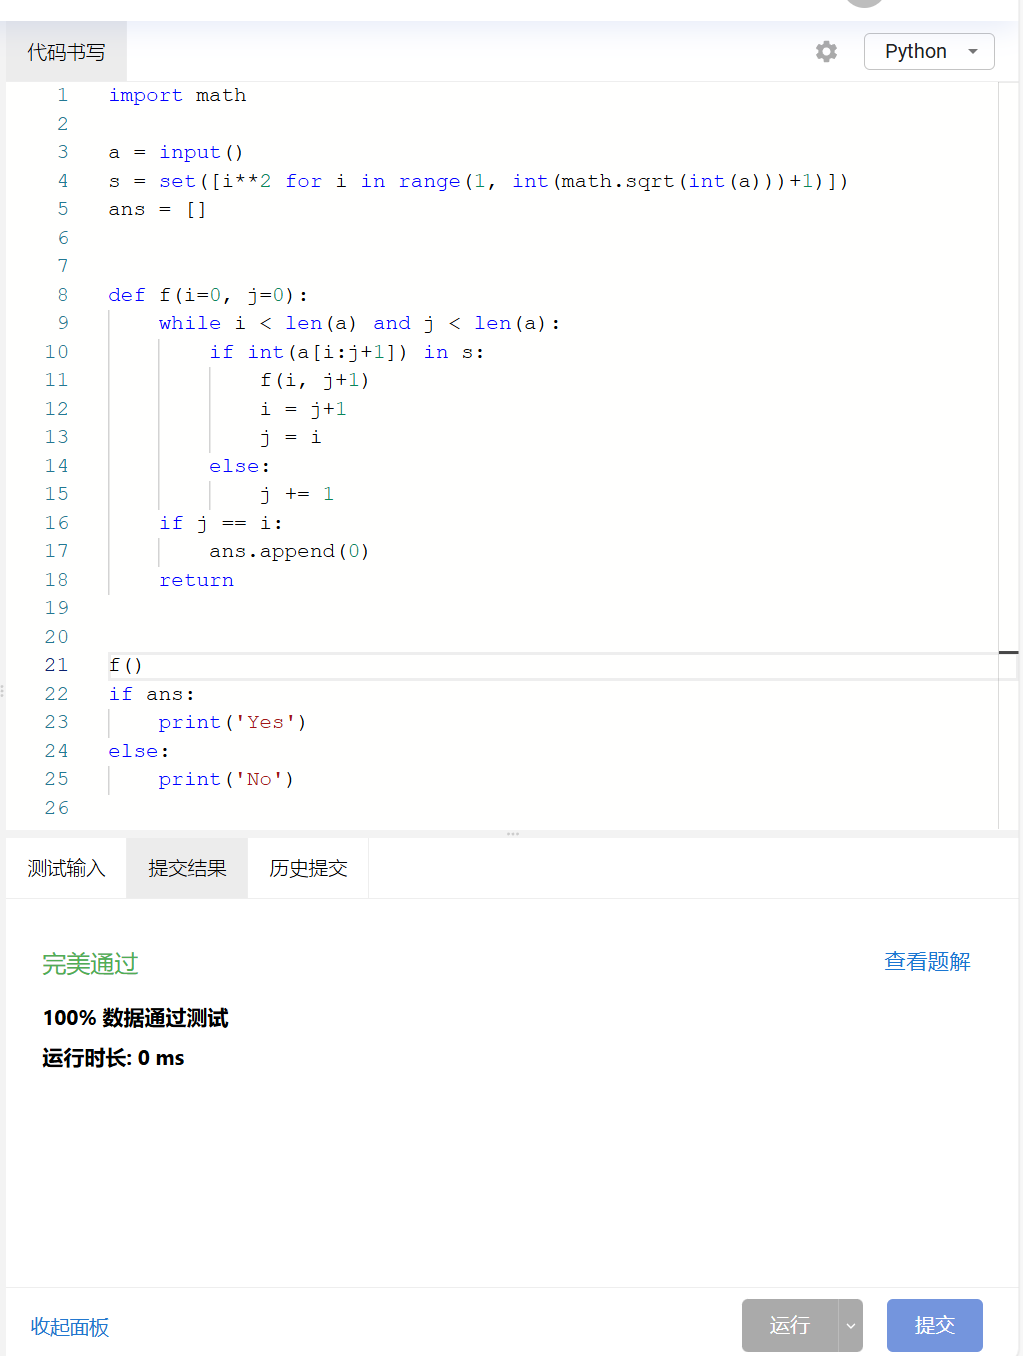 代码书写
Python
1 import math
2
3 a = input()
4 s = set([i**2 for i in range(1, int(math.sqrt(int(a)))+1)])
5 ans = []
6
7
8 def f(i=0, j=0):
9     while i < len(a) and j < len(a):
10         if int(a[i:j+1]) in s:
11             f(i, j+1)
12             i = j+1
13             j = i
14         else:
15             j += 1
16     if j == i:
17         ans.append(0)
18     return
19
20
21 f()
22 if ans:
23     print('Yes')
24 else:
25     print('No')
26
测试输入 提交结果 历史提交
完美通过 查看题解
100% 数据通过测试
运行时长: 0 ms
收起面板 运行 提交